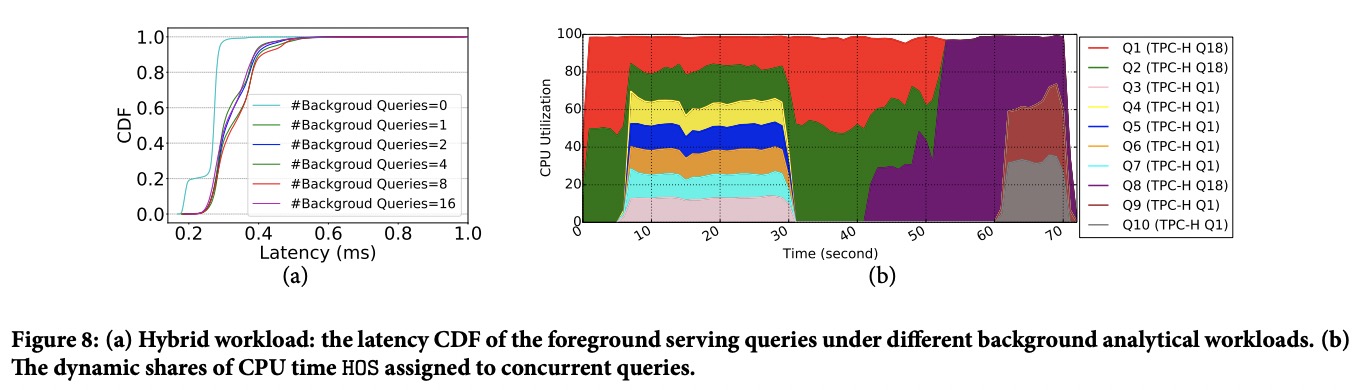 1.0
0.8
0.6
0.4
0.2
0.0
CDF
#Backgroud Queries=0
#Backgroud Queries=1
#Backgroud Queries=2
#Backgroud Queries=4
#Backgroud Queries=8
#Backgroud Queries=16
0.2 0.4 0.6 0.8 1.0
Latency (ms)
(a)
100
80
60
40
20
0
CPU Utilization
0 10 20 30 40 50 60 70
Time (second)
(b)
Q1 (TPC-H Q18)
Q2 (TPC-H Q18)
Q3 (TPC-H Q1)
Q4 (TPC-H Q1)
Q5 (TPC-H Q1)
Q6 (TPC-H Q1)
Q7 (TPC-H Q1)
Q8 (TPC-H Q18)
Q9 (TPC-H Q1)
Q10 (TPC-H Q1)
Figure 8: (a) Hybrid workload: the latency CDF of the foreground serving queries under different background analytical workloads. (b)
The dynamic shares of CPU time HOS assigned to concurrent queries.